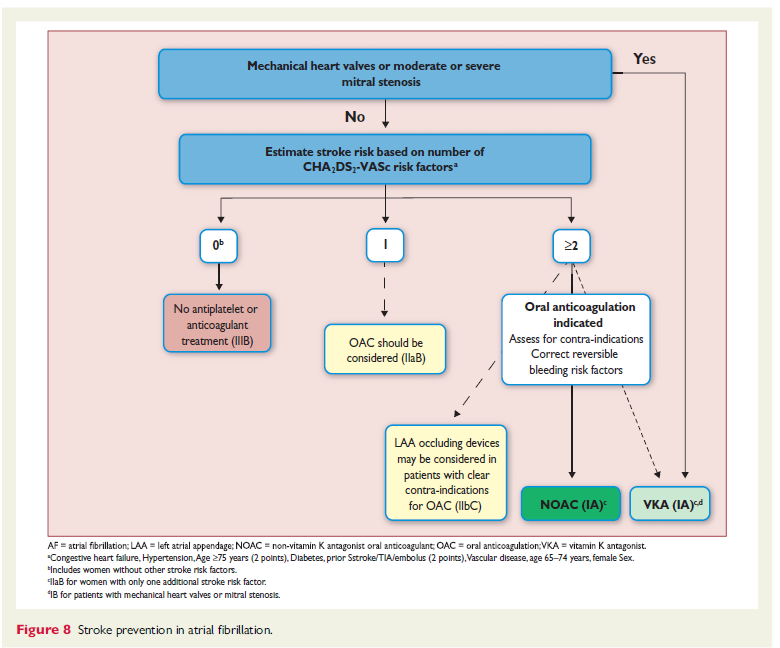 Mechanical heart valves or moderate or severe
mitral stenosis
Yes
No
Estimate stroke risk based on number of
CHA₂DS₂-VASc risk factorsᵃ
0ᵇ
1
≥2
No antiplatelet or
anticoagulant
treatment (IIIB)
OAC should be
considered (IIaB)
Oral anticoagulation
indicated
Assess for contra-indications
Correct reversible
bleeding risk factors
LAA occluding devices
may be considered in
patients with clear
contra-indications
for OAC (IIbC)
NOAC (IA)ᶜ
VKA (IA)ᶜ,ᵈ
AF = atrial fibrillation; LAA = left atrial appendage; NOAC = non-vitamin K antagonist oral anticoagulant; OAC = oral anticoagulation; VKA = vitamin K antagonist.
ᵃCongestive heart failure, Hypertension, Age ≥75 years (2 points), Diabetes, prior Sstroke/TIA/embolus (2 points), Vascular disease, age 65–74 years, female Sex.
ᵇIncludes women without other stroke risk factors.
ᶜIIaB for women with only one additional stroke risk factor.
ᵈIB for patients with mechanical heart valves or mitral stenosis.
Figure 8 Stroke prevention in atrial fibrillation.